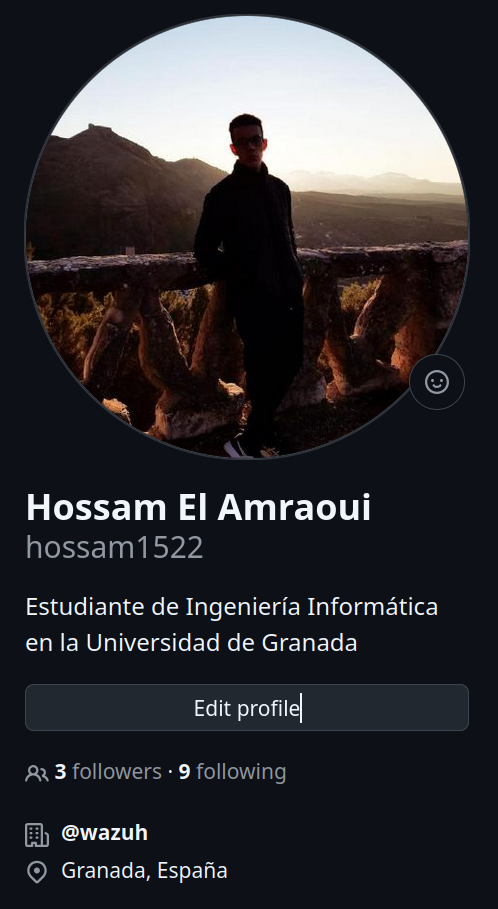 Hossam El Amraoui
hossam1522
Estudiante de Ingeniería Informática
en la Universidad de Granada
Edit profile
3 followers · 9 following
@wazuh
Granada, España